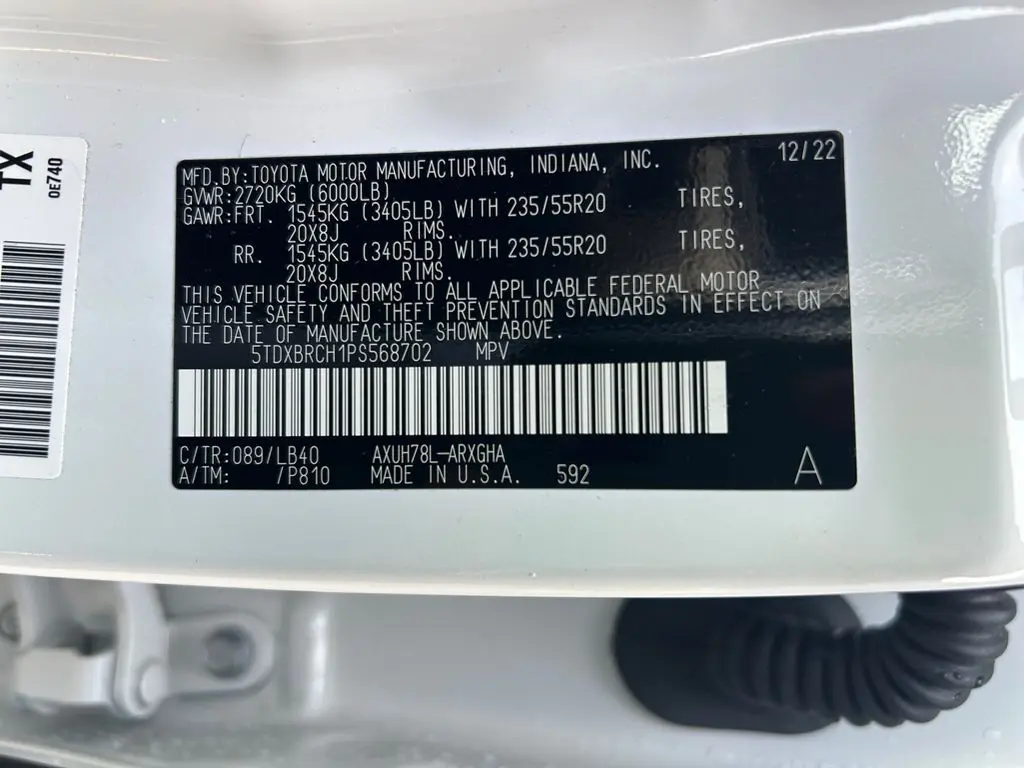 TX
0E740
MFD. BY: TOYOTA MOTOR MANUFACTURING, INDIANA, INC. 12/22
GVWR: 2720KG (6000LB)
GAWR: FRT. 1545KG (3405LB) WITH 235/55R20 TIRES,
20X8J RIMS.
RR. 1545KG (3405LB) WITH 235/55R20 TIRES,
20X8J RIMS.
THIS VEHICLE CONFORMS TO ALL APPLICABLE FEDERAL MOTOR
VEHICLE SAFETY AND THEFT PREVENTION STANDARDS IN EFFECT ON
THE DATE OF MANUFACTURE SHOWN ABOVE.
5TDXBRCH1PS568702 MPV
C/TR: 089/LB40 AXUH78L-ARXGHA
A/TM: /P810 MADE IN U.S.A. 592 A